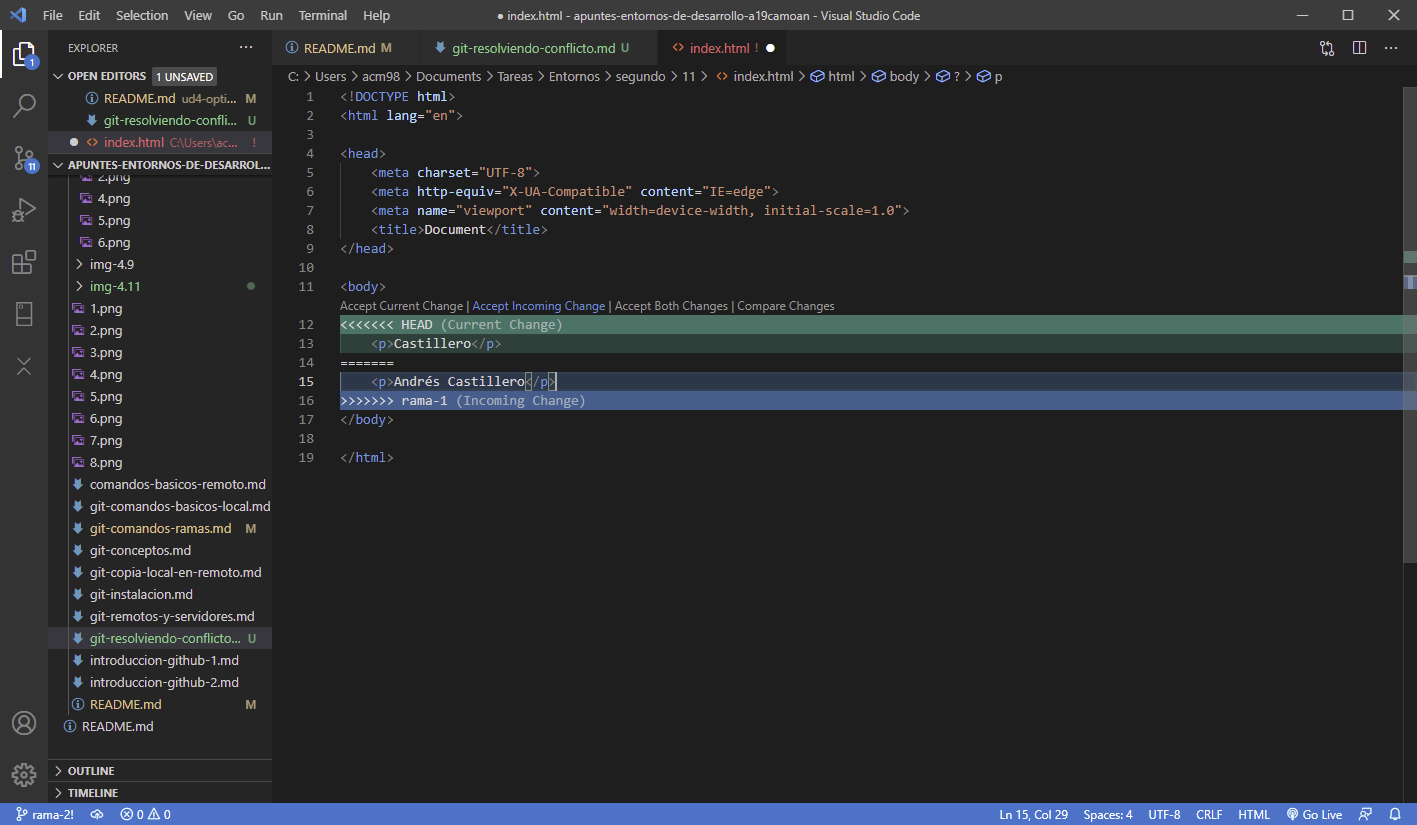 File Edit Selection View Go Run Terminal Help
● index.html - apuntes-entornos-de-desarrollo-a19camoan - Visual Studio Code
EXPLORER
OPEN EDITORS 1 UNSAVED
README.md ud4-opti... M
git-resolviendo-confli... U
index.html C:\Users\ac... !
APUNTES-ENTORNOS-DE-DESARROL...
2.png
4.png
5.png
6.png
img-4.9
img-4.11
1.png
2.png
3.png
4.png
5.png
6.png
7.png
8.png
comandos-basicos-remoto.md
git-comandos-basicos-local.md
git-comandos-ramas.md M
git-conceptos.md
git-copia-local-en-remoto.md
git-instalacion.md
git-remotos-y-servidores.md
git-resolviendo-conflicto... U
introduccion-github-1.md
introduccion-github-2.md
README.md M
README.md
OUTLINE
TIMELINE
1
11
README.md M git-resolviendo-conflicto.md U index.html ! ●
C: > Users > acm98 > Documents > Tareas > Entornos > segundo > 11 > index.html > html > body > ? > p
1 <!DOCTYPE html>
2 <html lang="en">
3
4 <head>
5 <meta charset="UTF-8">
6 <meta http-equiv="X-UA-Compatible" content="IE=edge">
7 <meta name="viewport" content="width=device-width, initial-scale=1.0">
8 <title>Document</title>
9 </head>
10
11 <body>
Accept Current Change | Accept Incoming Change | Accept Both Changes | Compare Changes
12 <<<<<<< HEAD (Current Change)
13 <p>Castillero</p>
14 =======
15 <p>Andrés Castillero</p>
16 >>>>>>> rama-1 (Incoming Change)
17 </body>
18
19 </html>
rama-2! 0 0 Ln 15, Col 29 Spaces: 4 UTF-8 CRLF HTML Go Live